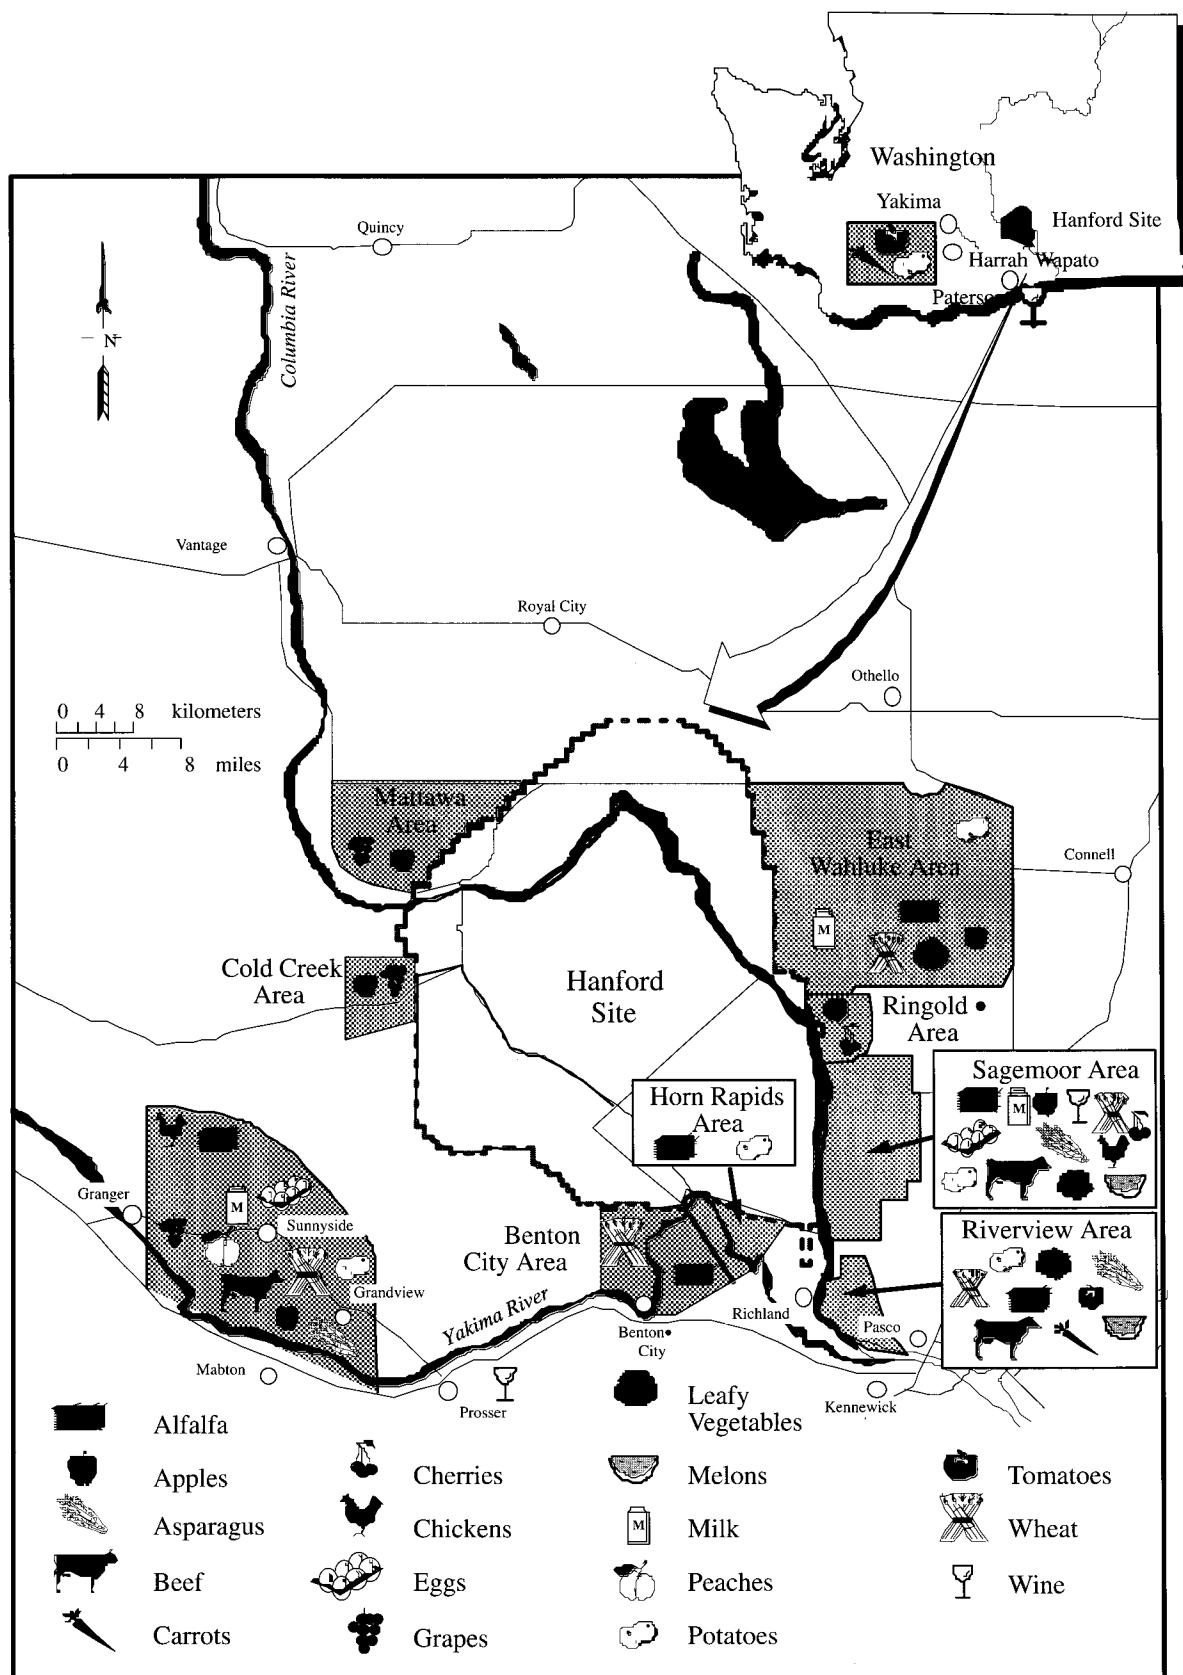 Washington
Yakima
Hanford Site
Harrah Wapato
Quincy
Columbia River
N
Vantage
Royal City
Othello
0 4 8 kilometers
0 4 8 miles
Mattawa
Area
East
Wahluke Area
Connell
M
Cold Creek
Area
Hanford
Site
Ringold
Area
Sagemoor Area
M
Horn Rapids
Area
Granger
M
Sunnyside
Benton
City Area
Riverview Area
Grandview
Yakima River
Richland
Pasco
Benton
City
Mabton
Prosser
Kennewick
Alfalfa
Leafy
Vegetables
Apples
Cherries
Melons
Tomatoes
Asparagus
Chickens
M
Milk
Wheat
Beef
Eggs
Peaches
Wine
Carrots
Grapes
Potatoes